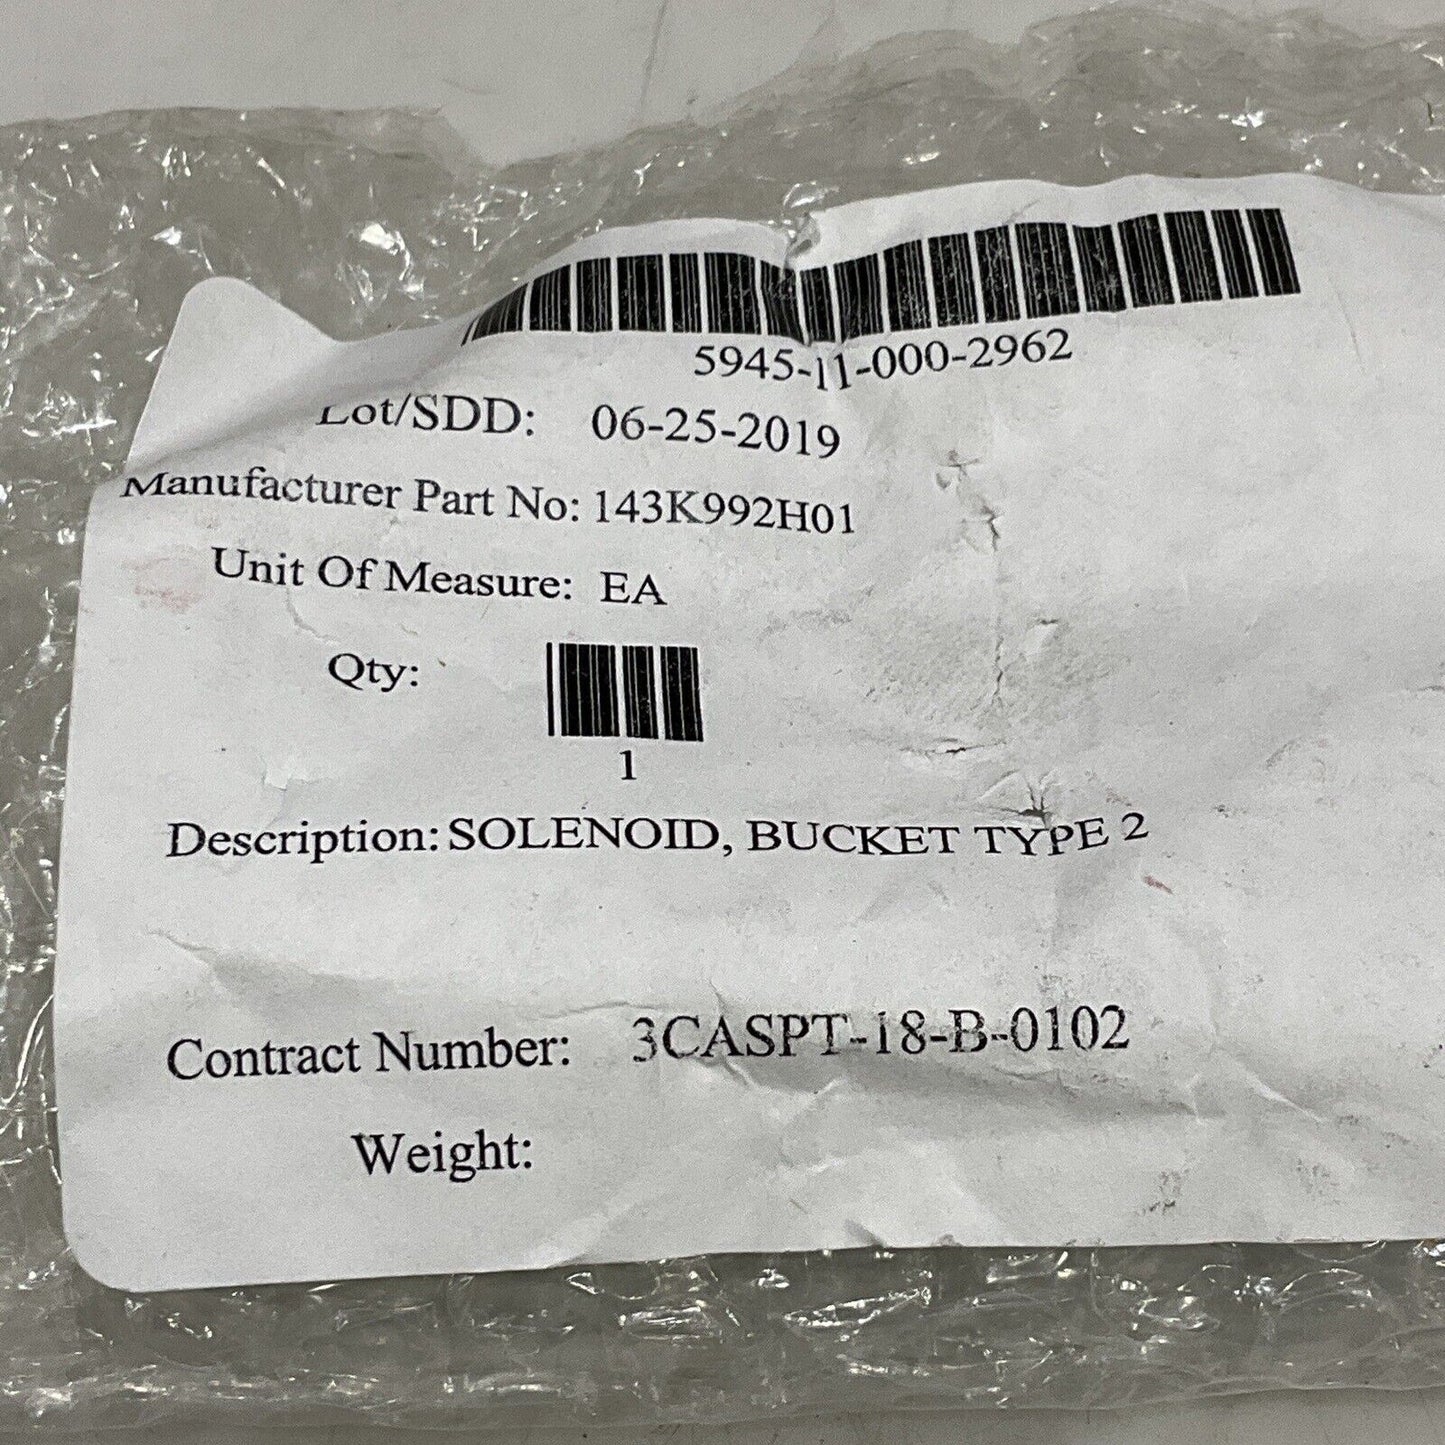 5945-11-000-2962
Lot/SDD: 06-25-2019
Manufacturer Part No: 143K992H01
Unit Of Measure: EA
Qty:
1
Description: SOLENOID, BUCKET TYPE 2
Contract Number: 3CASPT-18-B-0102
Weight: